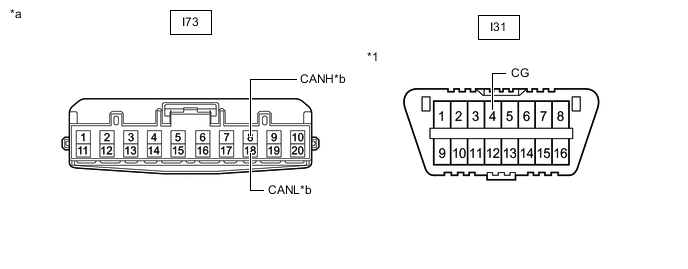 *a
I73
I31
*1
CANH*b
CG
1 2 3 4 5 6 7 8 9 10
11 12 13 14 15 16 17 18 19 20
1 2 3 4 5 6 7 8
9 10 11 12 13 14 15 16
CANL*b